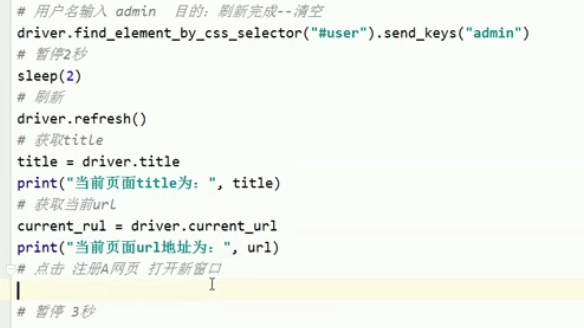 # 用户名输入 admin  目的：刷新完成--清空
driver.find_element_by_css_selector("#user").send_keys("admin")
# 暂停2秒
sleep(2)
# 刷新
driver.refresh()
# 获取title
title = driver.title
print("当前页面title为：", title)
# 获取当前url
current_rul = driver.current_url
print("当前页面url地址为：", url)
# 点击 注册A网页 打开新窗口
# 暂停 3秒